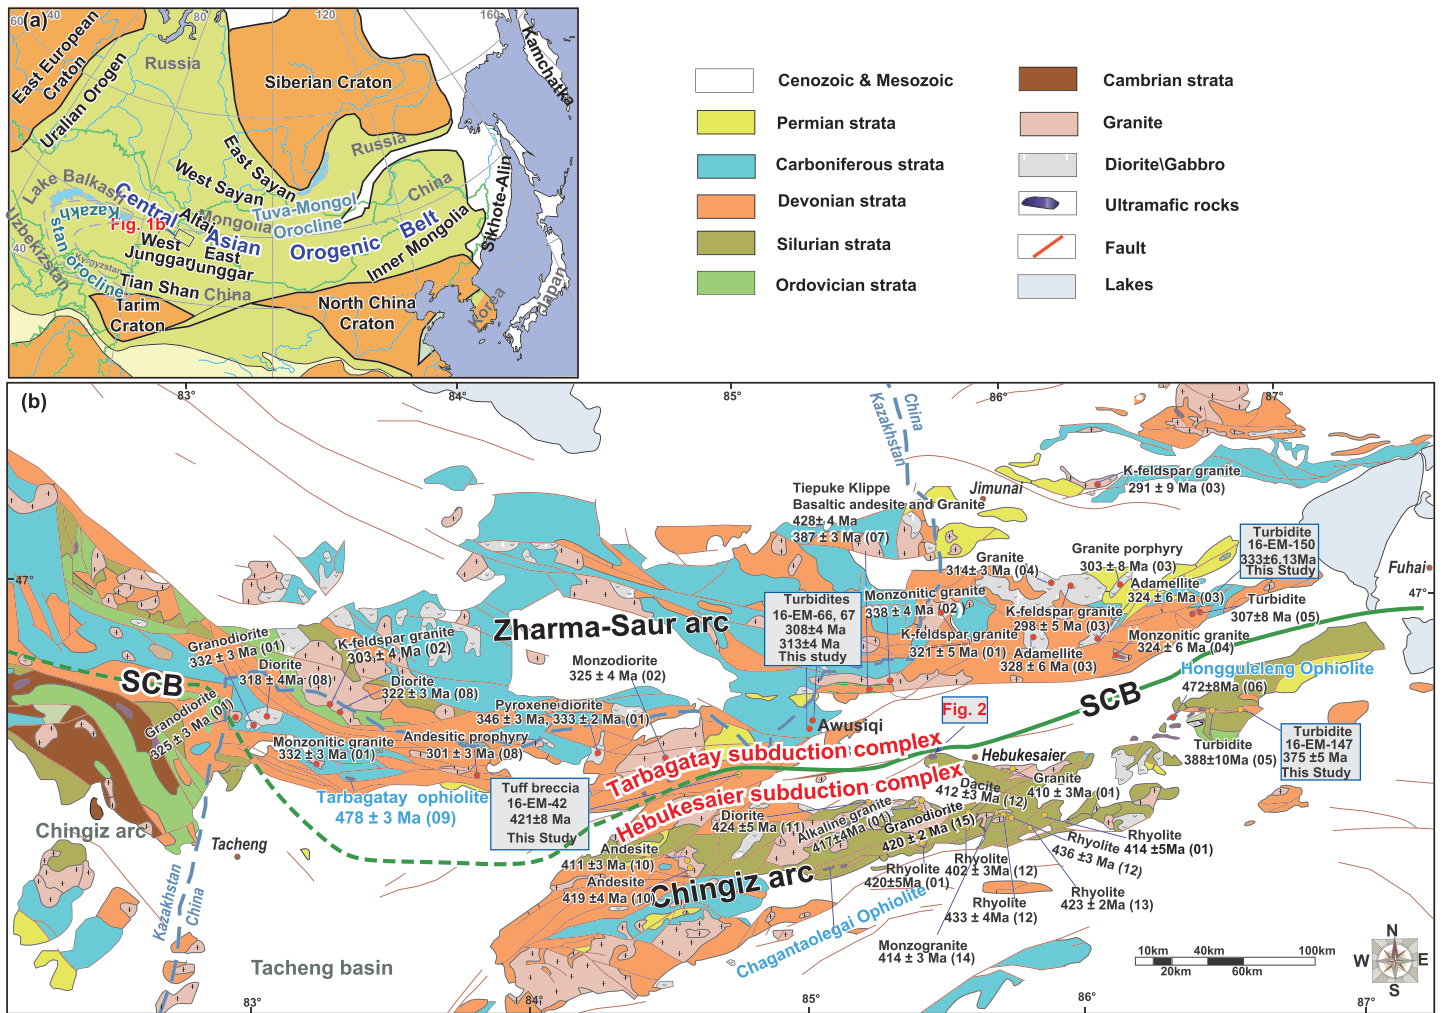 (a)
60
40
80
120
160
East European
Craton
Uralian Orogen
Russia
Siberian Craton
Kamchatka
Russia
East Sayan
West Sayan
Lake Balkash
Central
Asian
Orogenic
Belt
Tuva-Mongol
Orocline
Mongolia
China
Altai
Kazakh
stan orocline
Fig. 1b
Uzbekizstan
40
West
Junggar
East
Junggar
Kyrgyzstan
Inner Mongolia
Sikhote-Alin
Tian Shan
China
Tarim
Craton
North China
Craton
Korea
Japan
Cenozoic & Mesozoic
Permian strata
Carboniferous strata
Devonian strata
Silurian strata
Ordovician strata
Cambrian strata
Granite
Diorite\Gabbro
Ultramafic rocks
Fault
Lakes
(b)
83°
84°
85°
86°
87°
China
Kazakhstan
K-feldspar granite
291 ± 9 Ma (03)
Jimunai
Tiepuke Klippe
Basaltic andesite and Granite
428± 4 Ma
387 ± 3 Ma (07)
Turbidite
16-EM-150
333±6.13Ma
This Study
Fuhai
47°
47°
Granite
314± 3 Ma (04)
Granite porphyry
303 ± 8 Ma (03)
Adamellite
324 ± 6 Ma (03)
Monzonitic granite
338 ± 4 Ma (02)
Turbidite
307±8 Ma (05)
K-feldspar granite
298 ± 5 Ma (03)
Turbidites
16-EM-66, 67
308±4 Ma
313±4 Ma
This study
K-feldspar granite
321 ± 5 Ma (01)
Monzonitic granite
324 ± 6 Ma (04)
Adamellite
328 ± 6 Ma (03)
Zharma-Saur arc
Granodiorite
332 ± 3 Ma (01)
K-feldspar granite
303 ± 4 Ma (02)
Diorite
318 ± 4Ma (08)
Diorite
322 ± 3 Ma (08)
Monzodiorite
325 ± 4 Ma (02)
Hongguleleng Ophiolite
472±8Ma (06)
SCB
SCB
Granodiorite
325 ± 3 Ma (01)
Pyroxene diorite
346 ± 3 Ma, 333 ± 2 Ma (01)
Fig. 2
Awusiqi
Monzonitic granite
332 ± 3 Ma (01)
Andesitic prophyry
301 ± 3 Ma (08)
Tarbagatay subduction complex
Hebukesaier
Turbidite
388±10Ma (05)
Turbidite
16-EM-147
375 ±5 Ma
This Study
Tarbagatay ophiolite
478 ± 3 Ma (09)
Tuff breccia
16-EM-42
421±8 Ma
This Study
Hebukesaier subduction complex
Dacite
412 ±3 Ma (12)
Granite
410 ± 3Ma (01)
Diorite
424 ±5 Ma (11)
Alkaline granite
417±4Ma (01)
Granodiorite
420 ± 2 Ma (15)
Chingiz arc
Tacheng
Rhyolite
414 ±5Ma (01)
Rhyolite
436 ±3 Ma (12)
Andesite
411 ±3 Ma (10)
Rhyolite
402 ± 3Ma (12)
Rhyolite
420±5Ma (01)
Andesite
419 ±4 Ma (10)
Chingiz arc
Rhyolite
423 ± 2Ma (13)
Rhyolite
433 ± 4Ma (12)
Kazakhstan
China
Chagantaolegai Ophiolite
Monzogranite
414 ± 3 Ma (14)
Tacheng basin
10km
40km
100km
20km
60km
N
W
E
S
83°
84°
85°
86°
87°